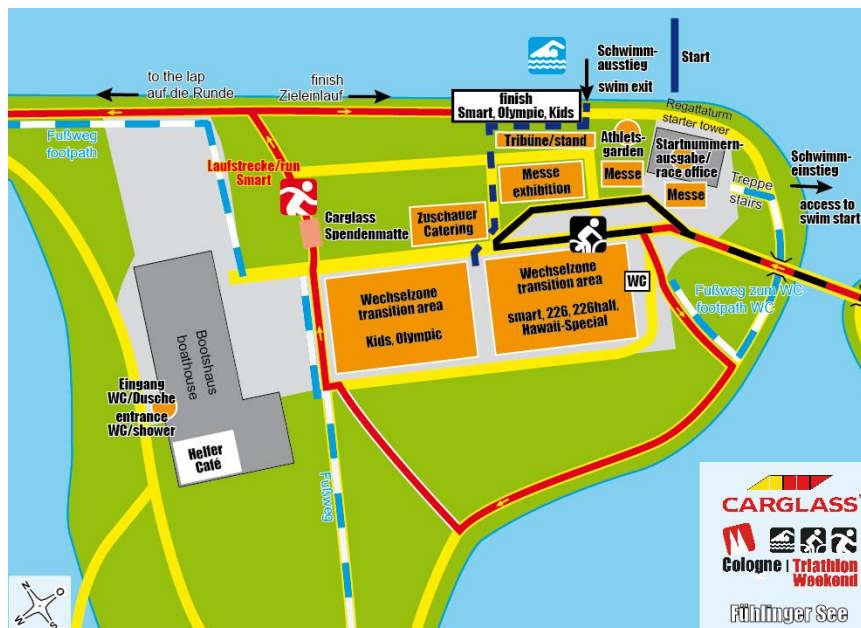 to the lap
auf die Runde
finish
Zieleinlauf
Schwimm-
ausstieg
swim exit
Start
finish
Smart, Olympic, Kids
Regattaturm
starter tower
Fußweg
footpath
Tribüne/stand
Athlets-
garden
Startnummern-
ausgabe/
race office
Schwimm-
einstieg
access to
swim start
Laufstrecke/run
Smart
Messe
exhibition
Messe
Messe
Treppe
stairs
Carglass
Spendenmatte
Zuschauer
Catering
Wechselzone
transition area
Kids, Olympic
Wechselzone
transition area
smart, 226, 226half,
Hawaii-Special
WC
Fußweg zum WC
footpath WC
Bootshaus
boathouse
Eingang
WC/Dusche
entrance
WC/shower
Helfer
Café
Fußweg
CARGLASS
Cologne | Triathlon
Weekend
Fühlinger See
N
O
W
S